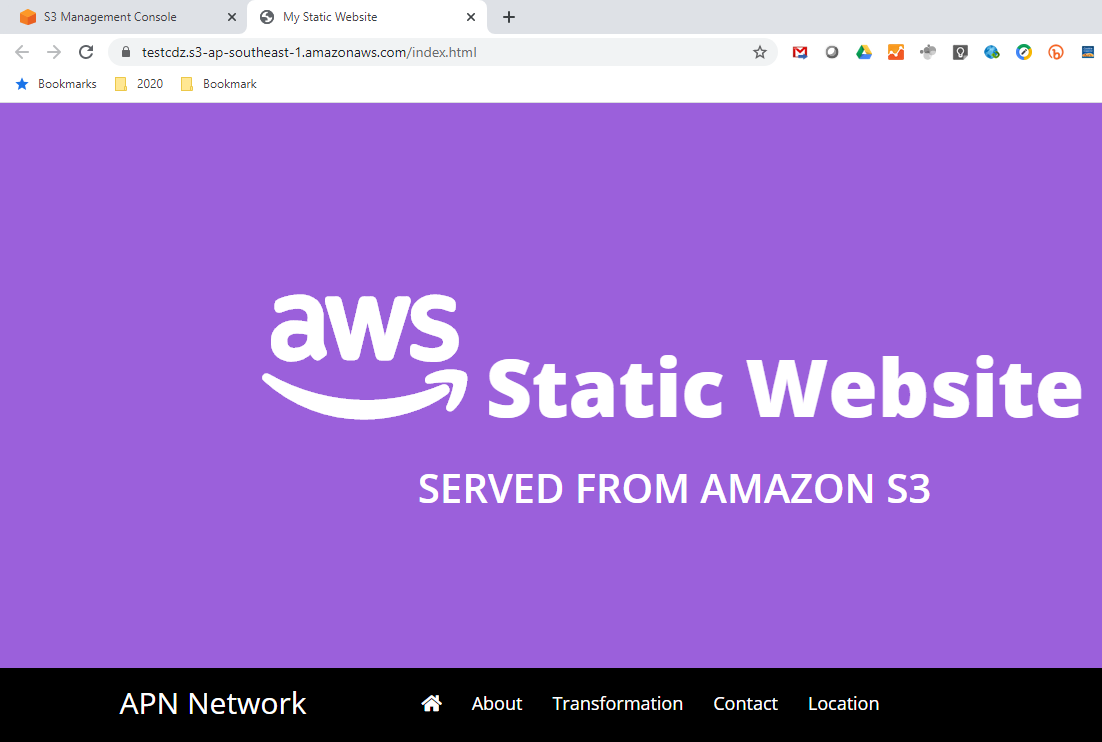 S3 Management Console
My Static Website
testcdz.s3-ap-southeast-1.amazonaws.com/index.html
Bookmarks 2020 Bookmark
aws Static Website
SERVED FROM AMAZON S3
APN Network About Transformation Contact Location